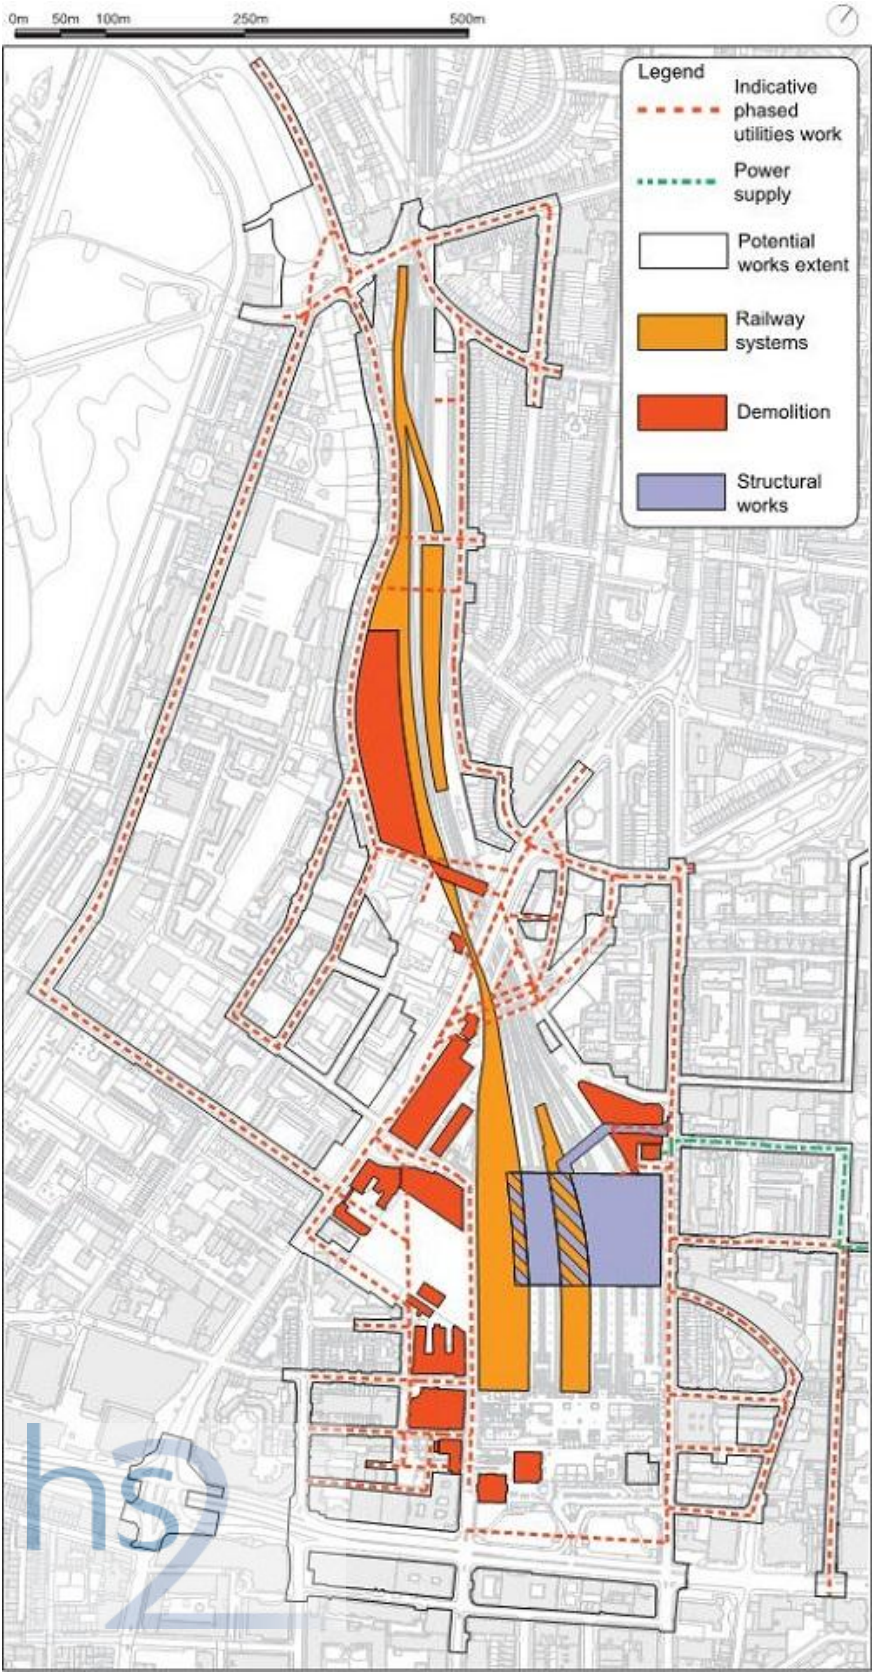 0m 50m 100m 250m 500m
Legend
Indicative
phased
utilities work
Power
supply
Potential
works extent
Railway
systems
Demolition
Structural
works
hs2